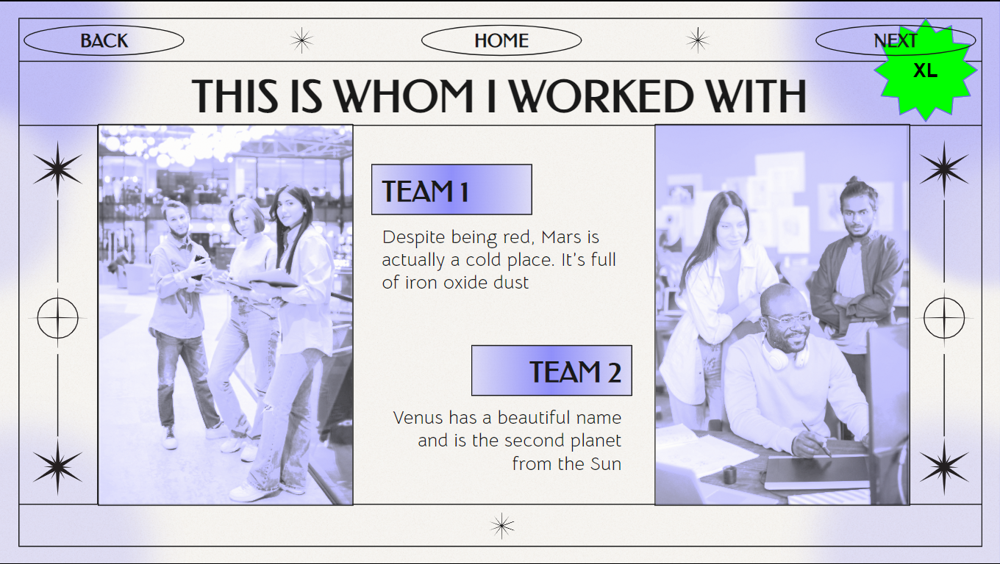 BACK
HOME
NEXT
XL
THIS IS WHOM I WORKED WITH
TEAM 1
Despite being red, Mars is
actually a cold place. It's full
of iron oxide dust
TEAM 2
Venus has a beautiful name
and is the second planet
from the Sun